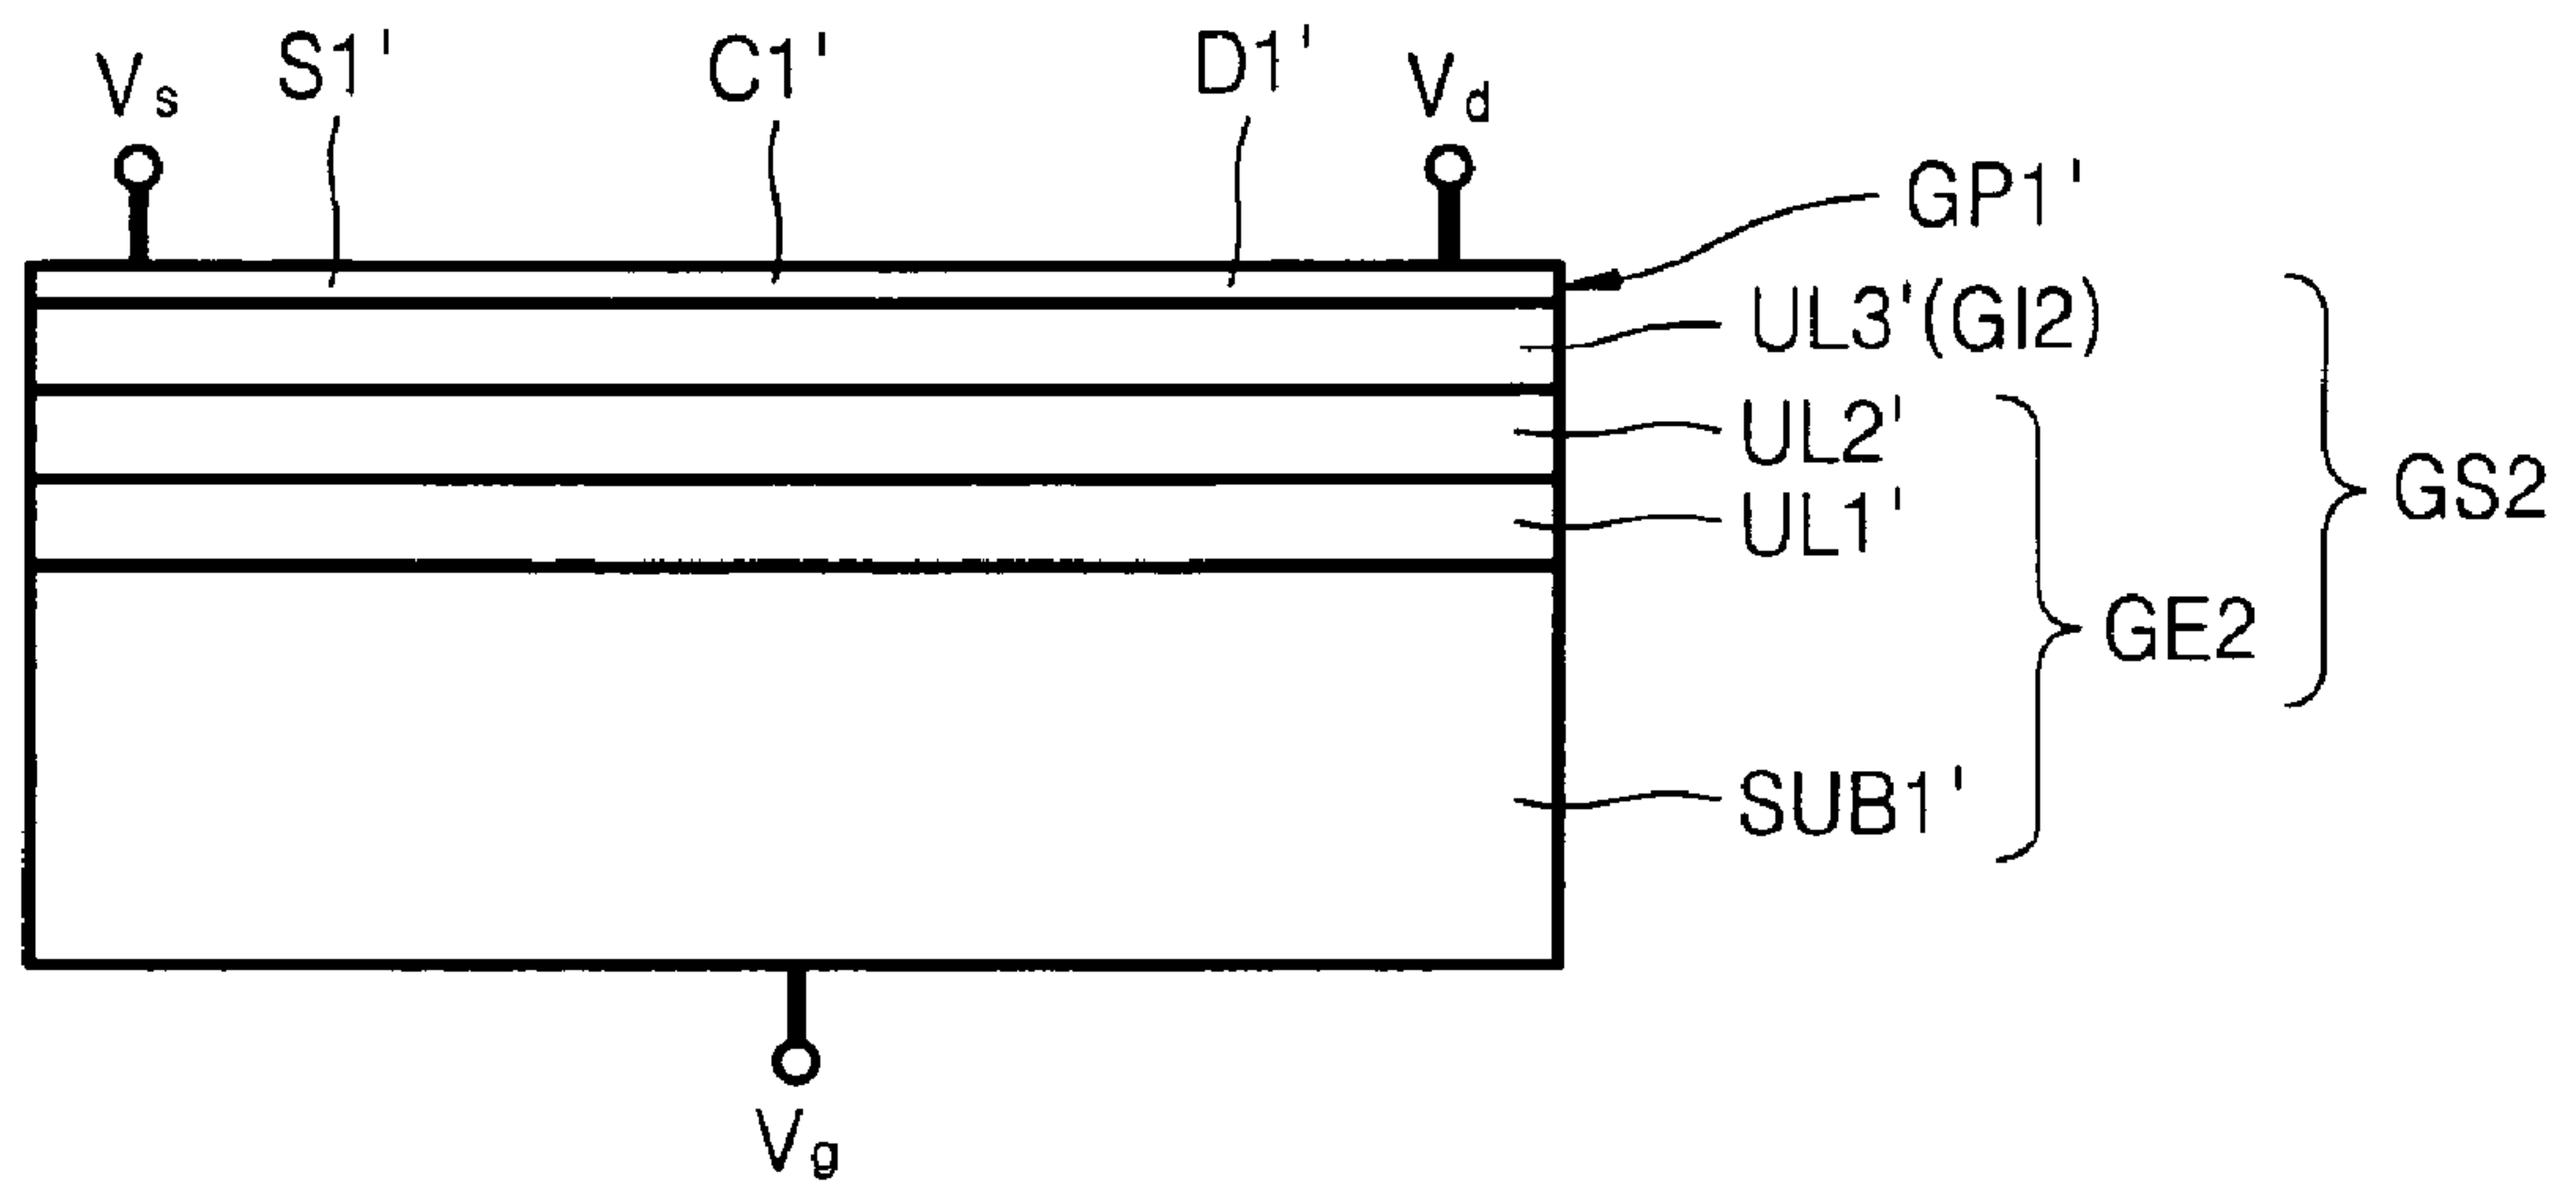 Vs
S1'
C1'
D1'
Vd
GP1'
UL3'(GI2)
UL2'
UL1'
GS2
GE2
SUB1'
Vg